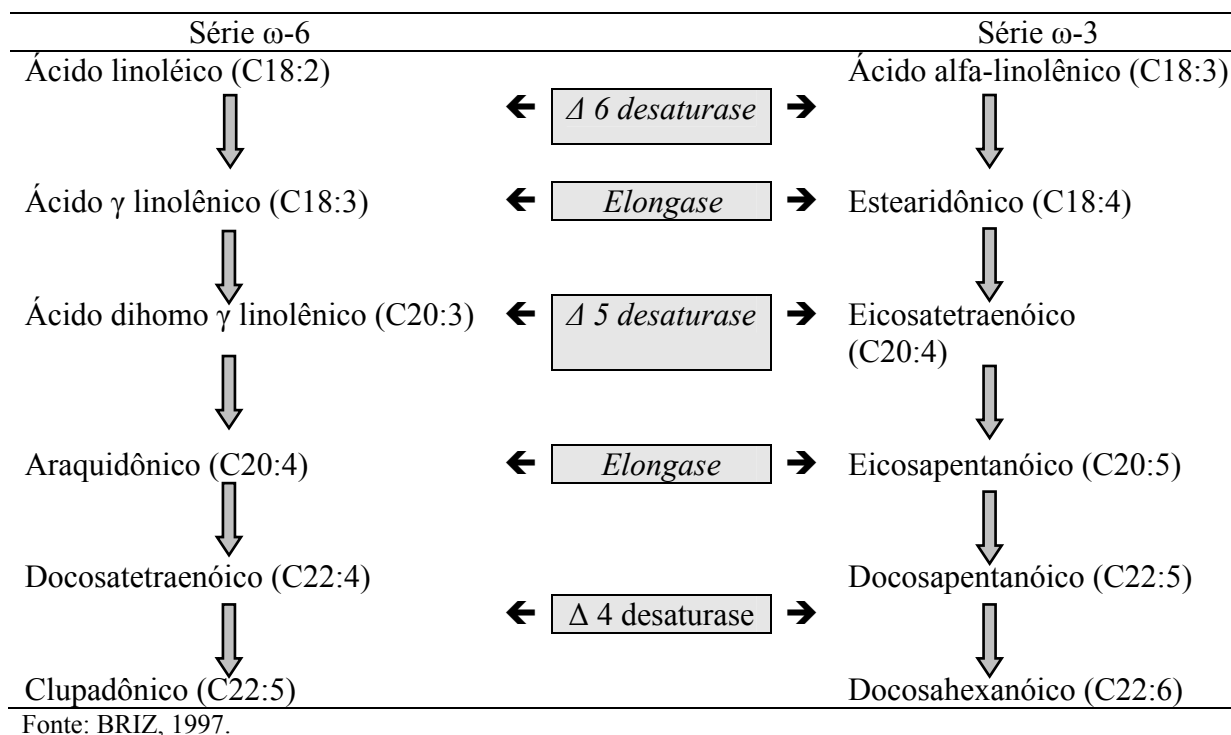 Série ω-6 Série ω-3
Ácido linoléico (C18:2) Ácido alfa-linolênico (C18:3)
🡸 Δ 6 desaturase 🡺
Ácido γ linolênico (C18:3) 🡸 Elongase 🡺 Estearidônico (C18:4)
Ácido dihomo γ linolênico (C20:3) 🡸 Δ 5 desaturase 🡺 Eicosatetraenóico
(C20:4)
Araquidônico (C20:4) 🡸 Elongase 🡺 Eicosapentanóico (C20:5)
Docosatetraenóico (C22:4) Docosapentanóico (C22:5)
🡸 Δ 4 desaturase 🡺
Clupadônico (C22:5) Docosahexanóico (C22:6)
Fonte: BRIZ, 1997.